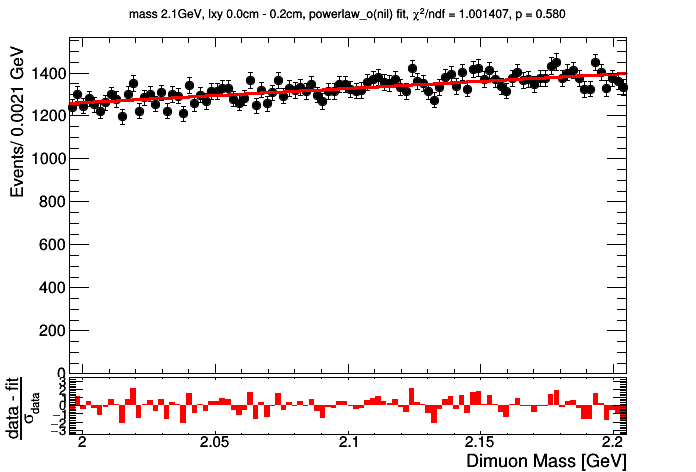 mass 2.1GeV, lxy 0.0cm - 0.2cm, powerlaw_o(nil) fit, χ²/ndf = 1.001407, p = 0.580
Events/ 0.0021 GeV
1400
1200
1000
800
600
400
200
0
data - fit
σdata
3
2
1
0
−1
−2
−3
2 2.05 2.1 2.15 2.2
Dimuon Mass [GeV]